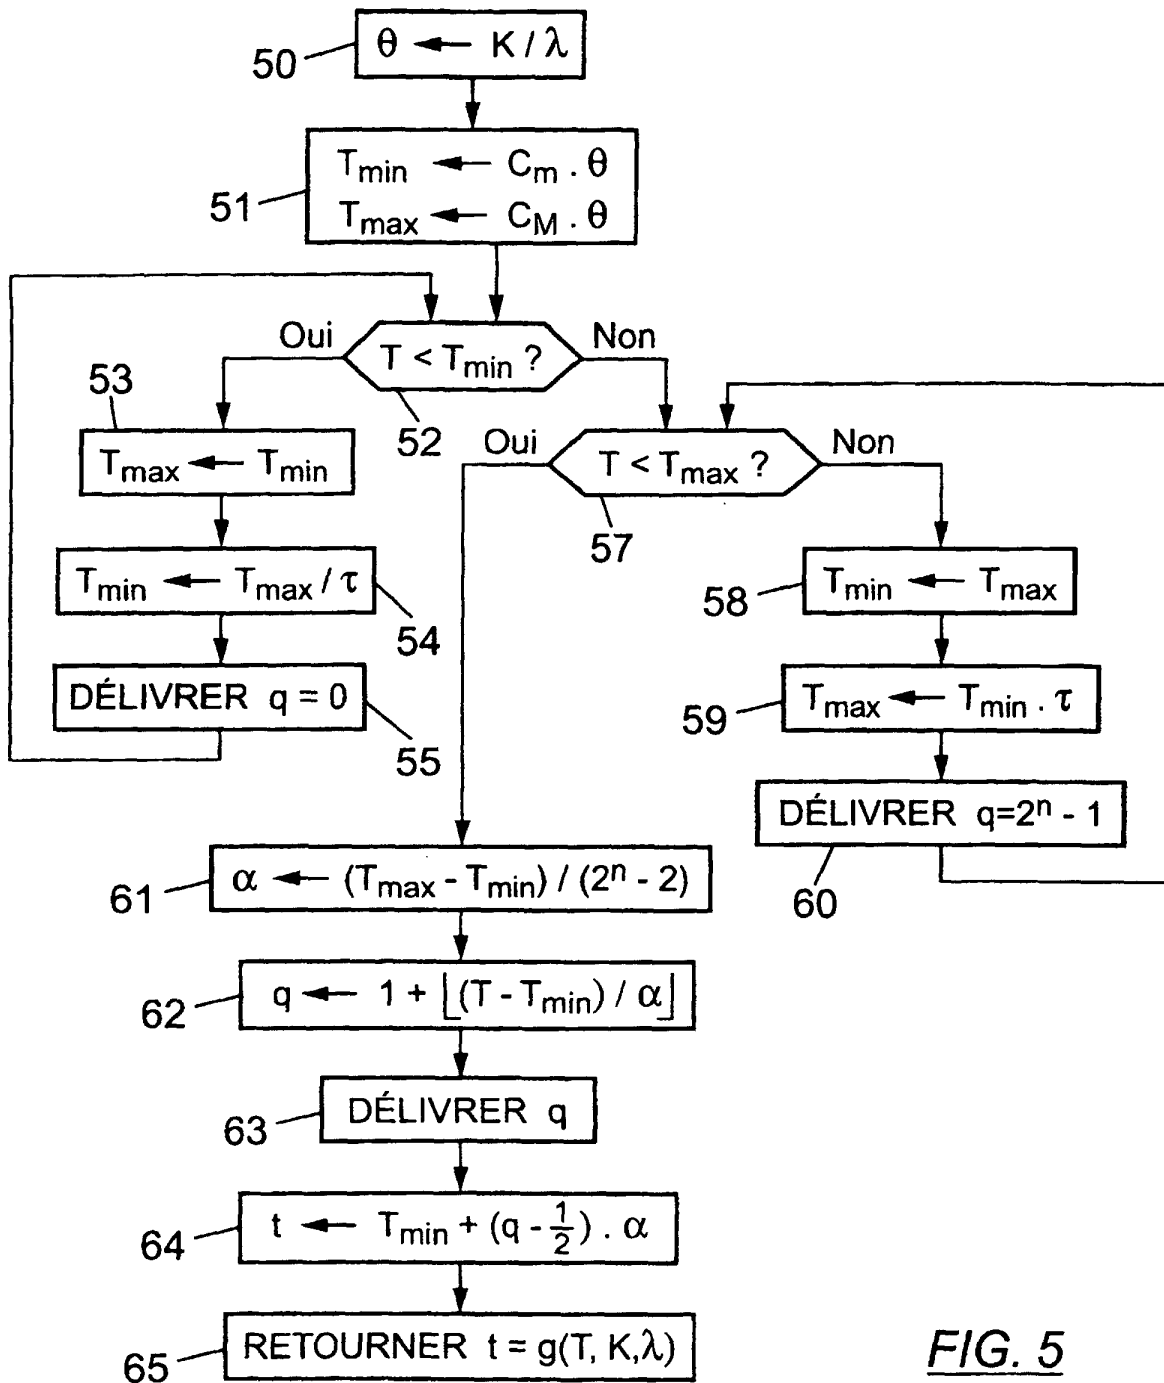 θ ← K / λ
50
T_min ← C_m . θ
T_max ← C_M . θ
51
Oui
T < T_min ?
Non
52
53
T_max ← T_min
Oui
T < T_max ?
Non
57
T_min ← T_max / τ
54
T_min ← T_max
58
DÉLIVRER q = 0
55
T_max ← T_min . τ
59
DÉLIVRER q=2^n - 1
60
α ← (T_max - T_min) / (2^n - 2)
61
q ← 1 + ⌊(T - T_min) / α⌋
62
DÉLIVRER q
63
t ← T_min + (q - 1/2) . α
64
RETOURNER t = g(T, K,λ)
65
FIG. 5